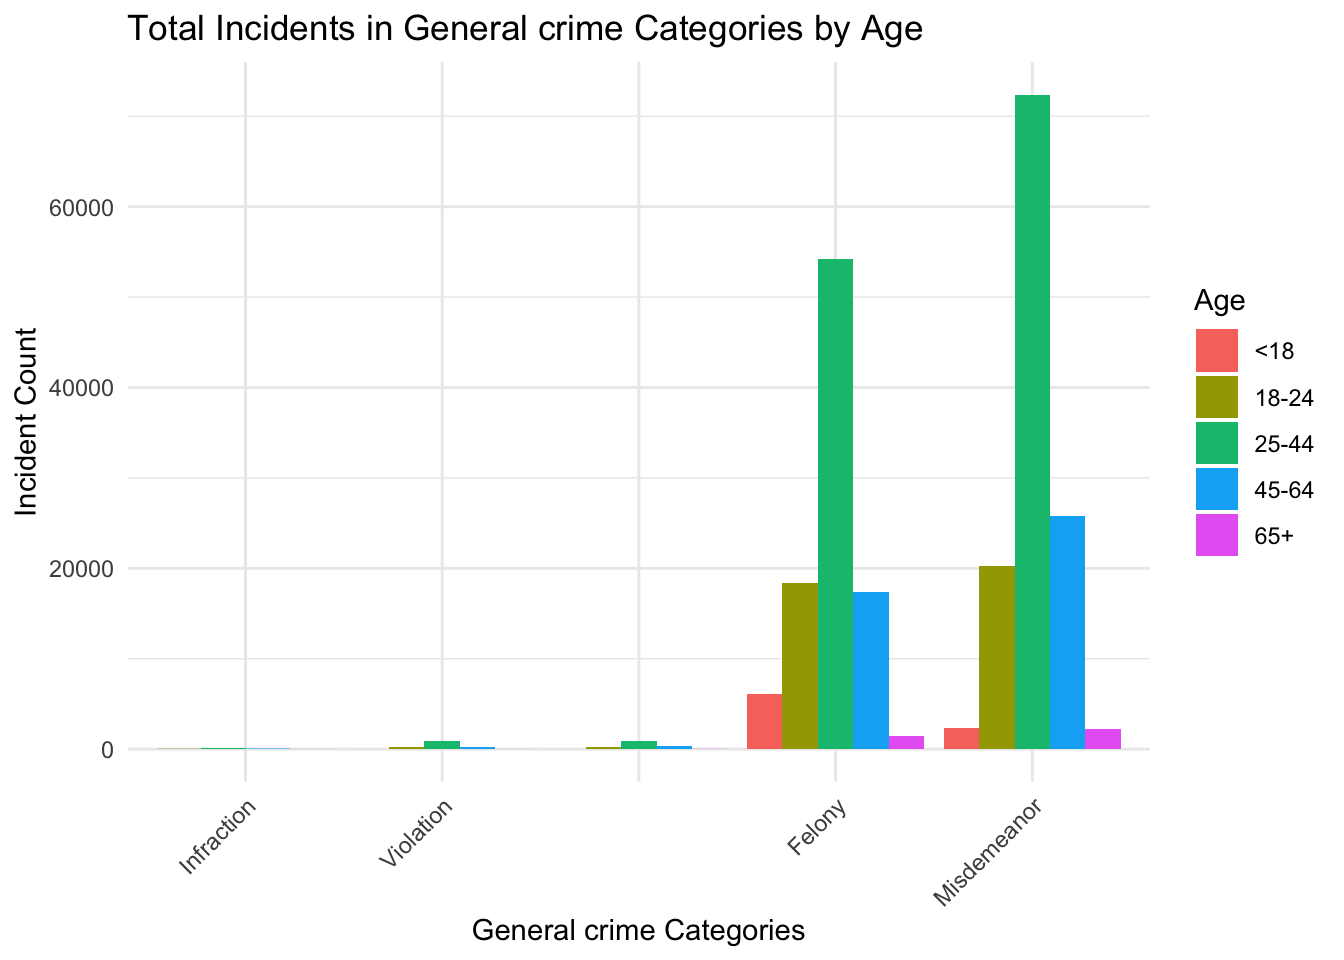 Total Incidents in General crime Categories by Age
Incident Count
60000
40000
20000
0
Infraction
Violation
Felony
Misdemeanor
General crime Categories
Age
<18
18-24
25-44
45-64
65+